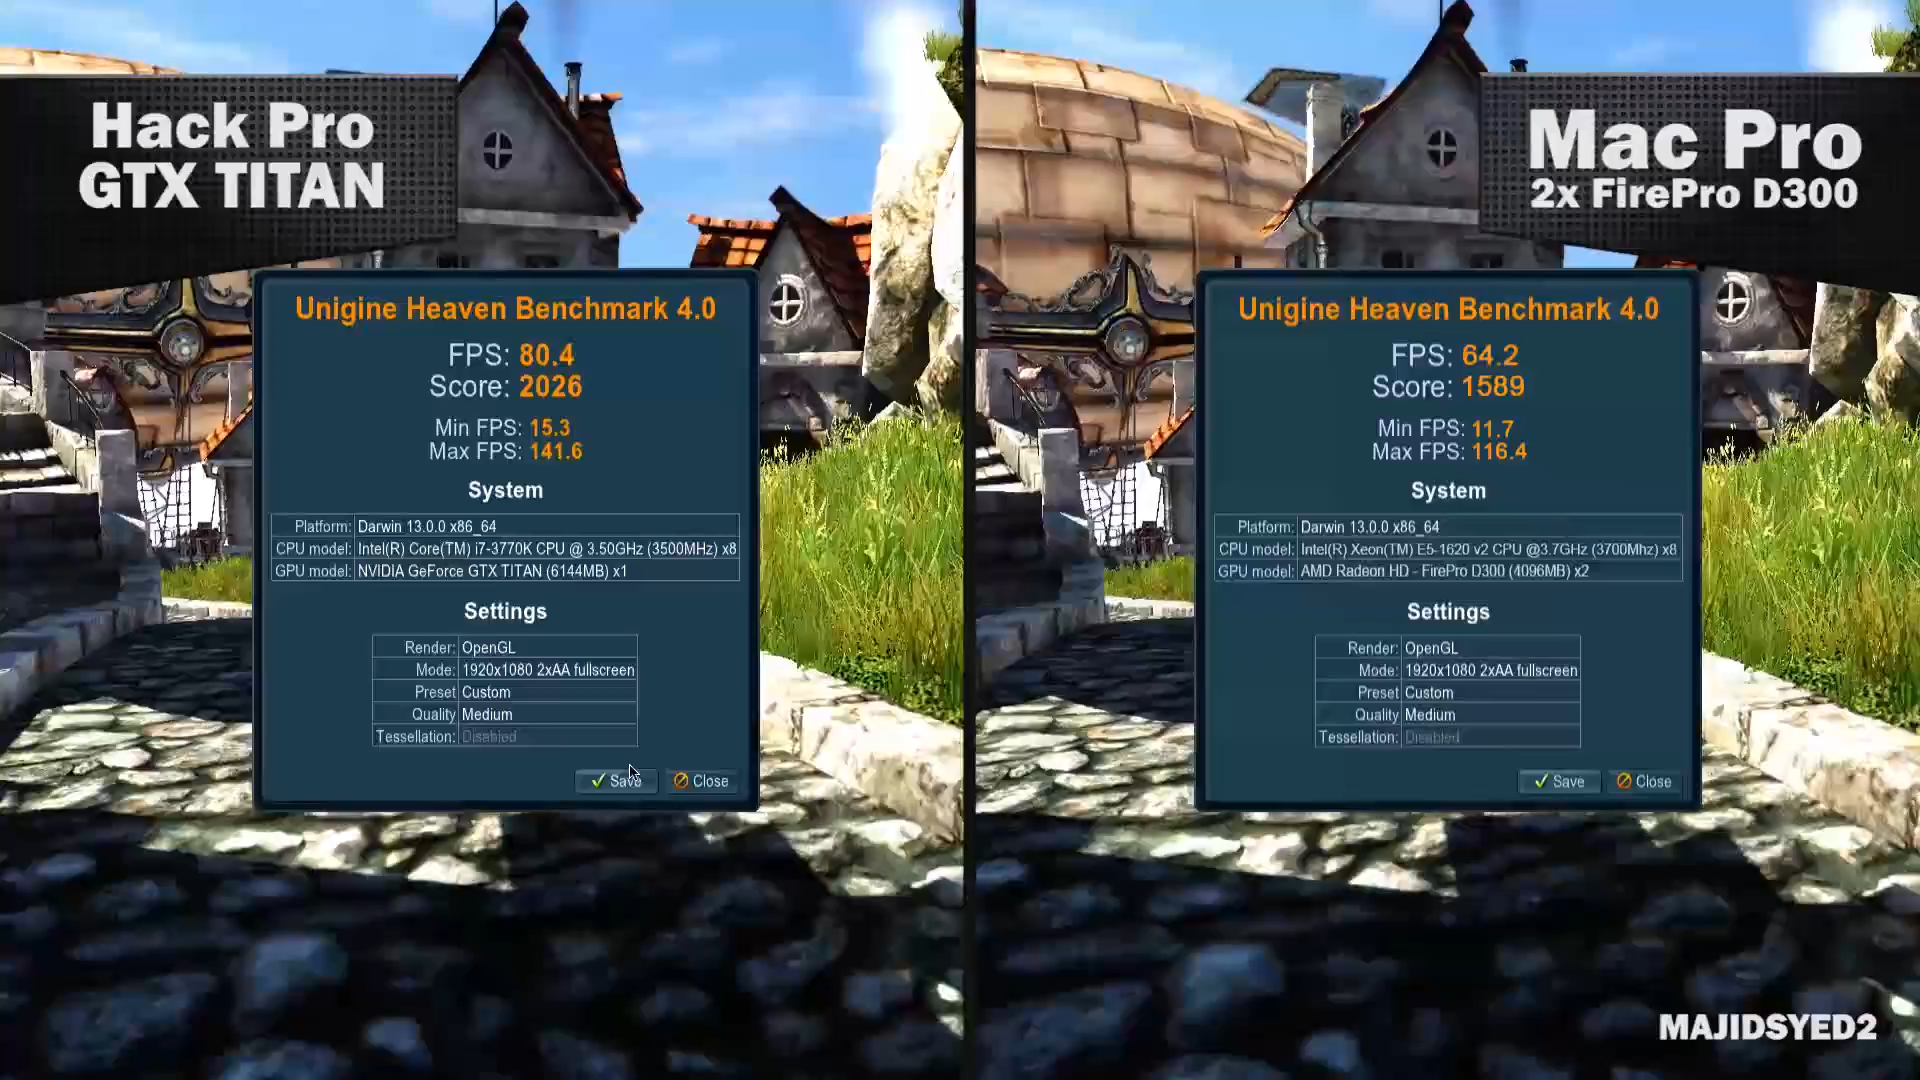 Hack Pro
GTX TITAN
Unigine Heaven Benchmark 4.0
FPS: 80.4
Score: 2026
Min FPS: 15.3
Max FPS: 141.6
System
Platform: Darwin 13.0.0 x86_64
CPU model: Intel(R) Core(TM) i7-3770K CPU @ 3.50GHz (3500MHz) x8
GPU model: NVIDIA GeForce GTX TITAN (6144MB) x1
Settings
Render: OpenGL
Mode: 1920x1080 2xAA fullscreen
Preset Custom
Quality Medium
Tessellation: Disabled
Save Close
Mac Pro
2x FirePro D300
Unigine Heaven Benchmark 4.0
FPS: 64.2
Score: 1589
Min FPS: 11.7
Max FPS: 116.4
System
Platform: Darwin 13.0.0 x86_64
CPU model: Intel(R) Xeon(TM) E5-1620 v2 CPU @3.7GHz (3700Mhz) x8
GPU model: AMD Radeon HD - FirePro D300 (4096MB) x2
Settings
Render: OpenGL
Mode: 1920x1080 2xAA fullscreen
Preset Custom
Quality Medium
Tessellation: Disabled
Save Close
MAJIDSYED2